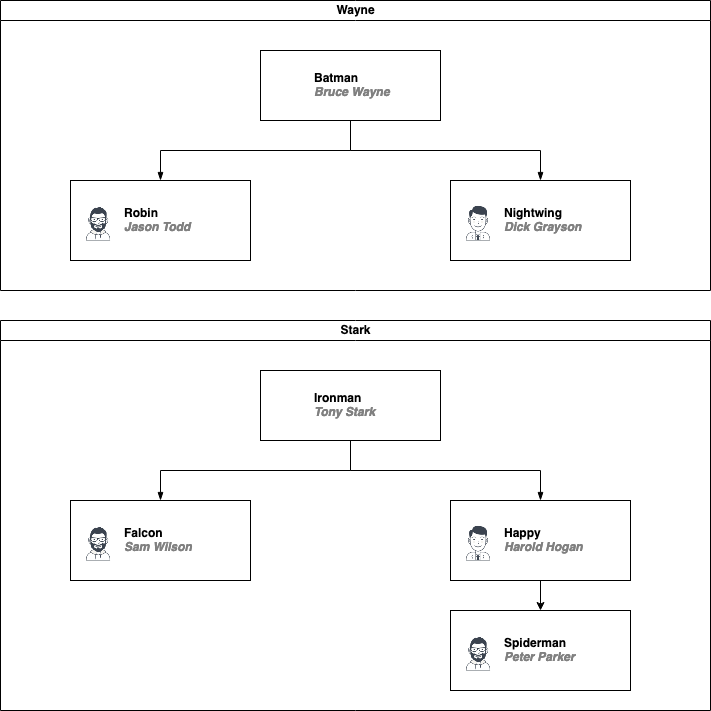 Wayne
Batman
Bruce Wayne
Robin
Jason Todd
Nightwing
Dick Grayson
Stark
Ironman
Tony Stark
Falcon
Sam Wilson
Happy
Harold Hogan
Spiderman
Peter Parker